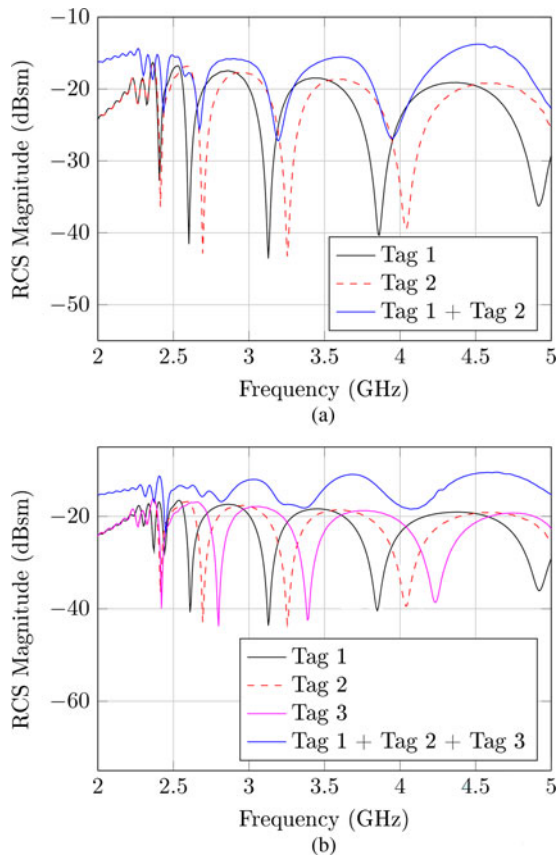 −10
−20
−30
−40
−50
RCS Magnitude (dBsm)
Tag 1
Tag 2
Tag 1 + Tag 2
2 2.5 3 3.5 4 4.5 5
Frequency (GHz)
(a)
−20
−40
−60
RCS Magnitude (dBsm)
Tag 1
Tag 2
Tag 3
Tag 1 + Tag 2 + Tag 3
2 2.5 3 3.5 4 4.5 5
Frequency (GHz)
(b)